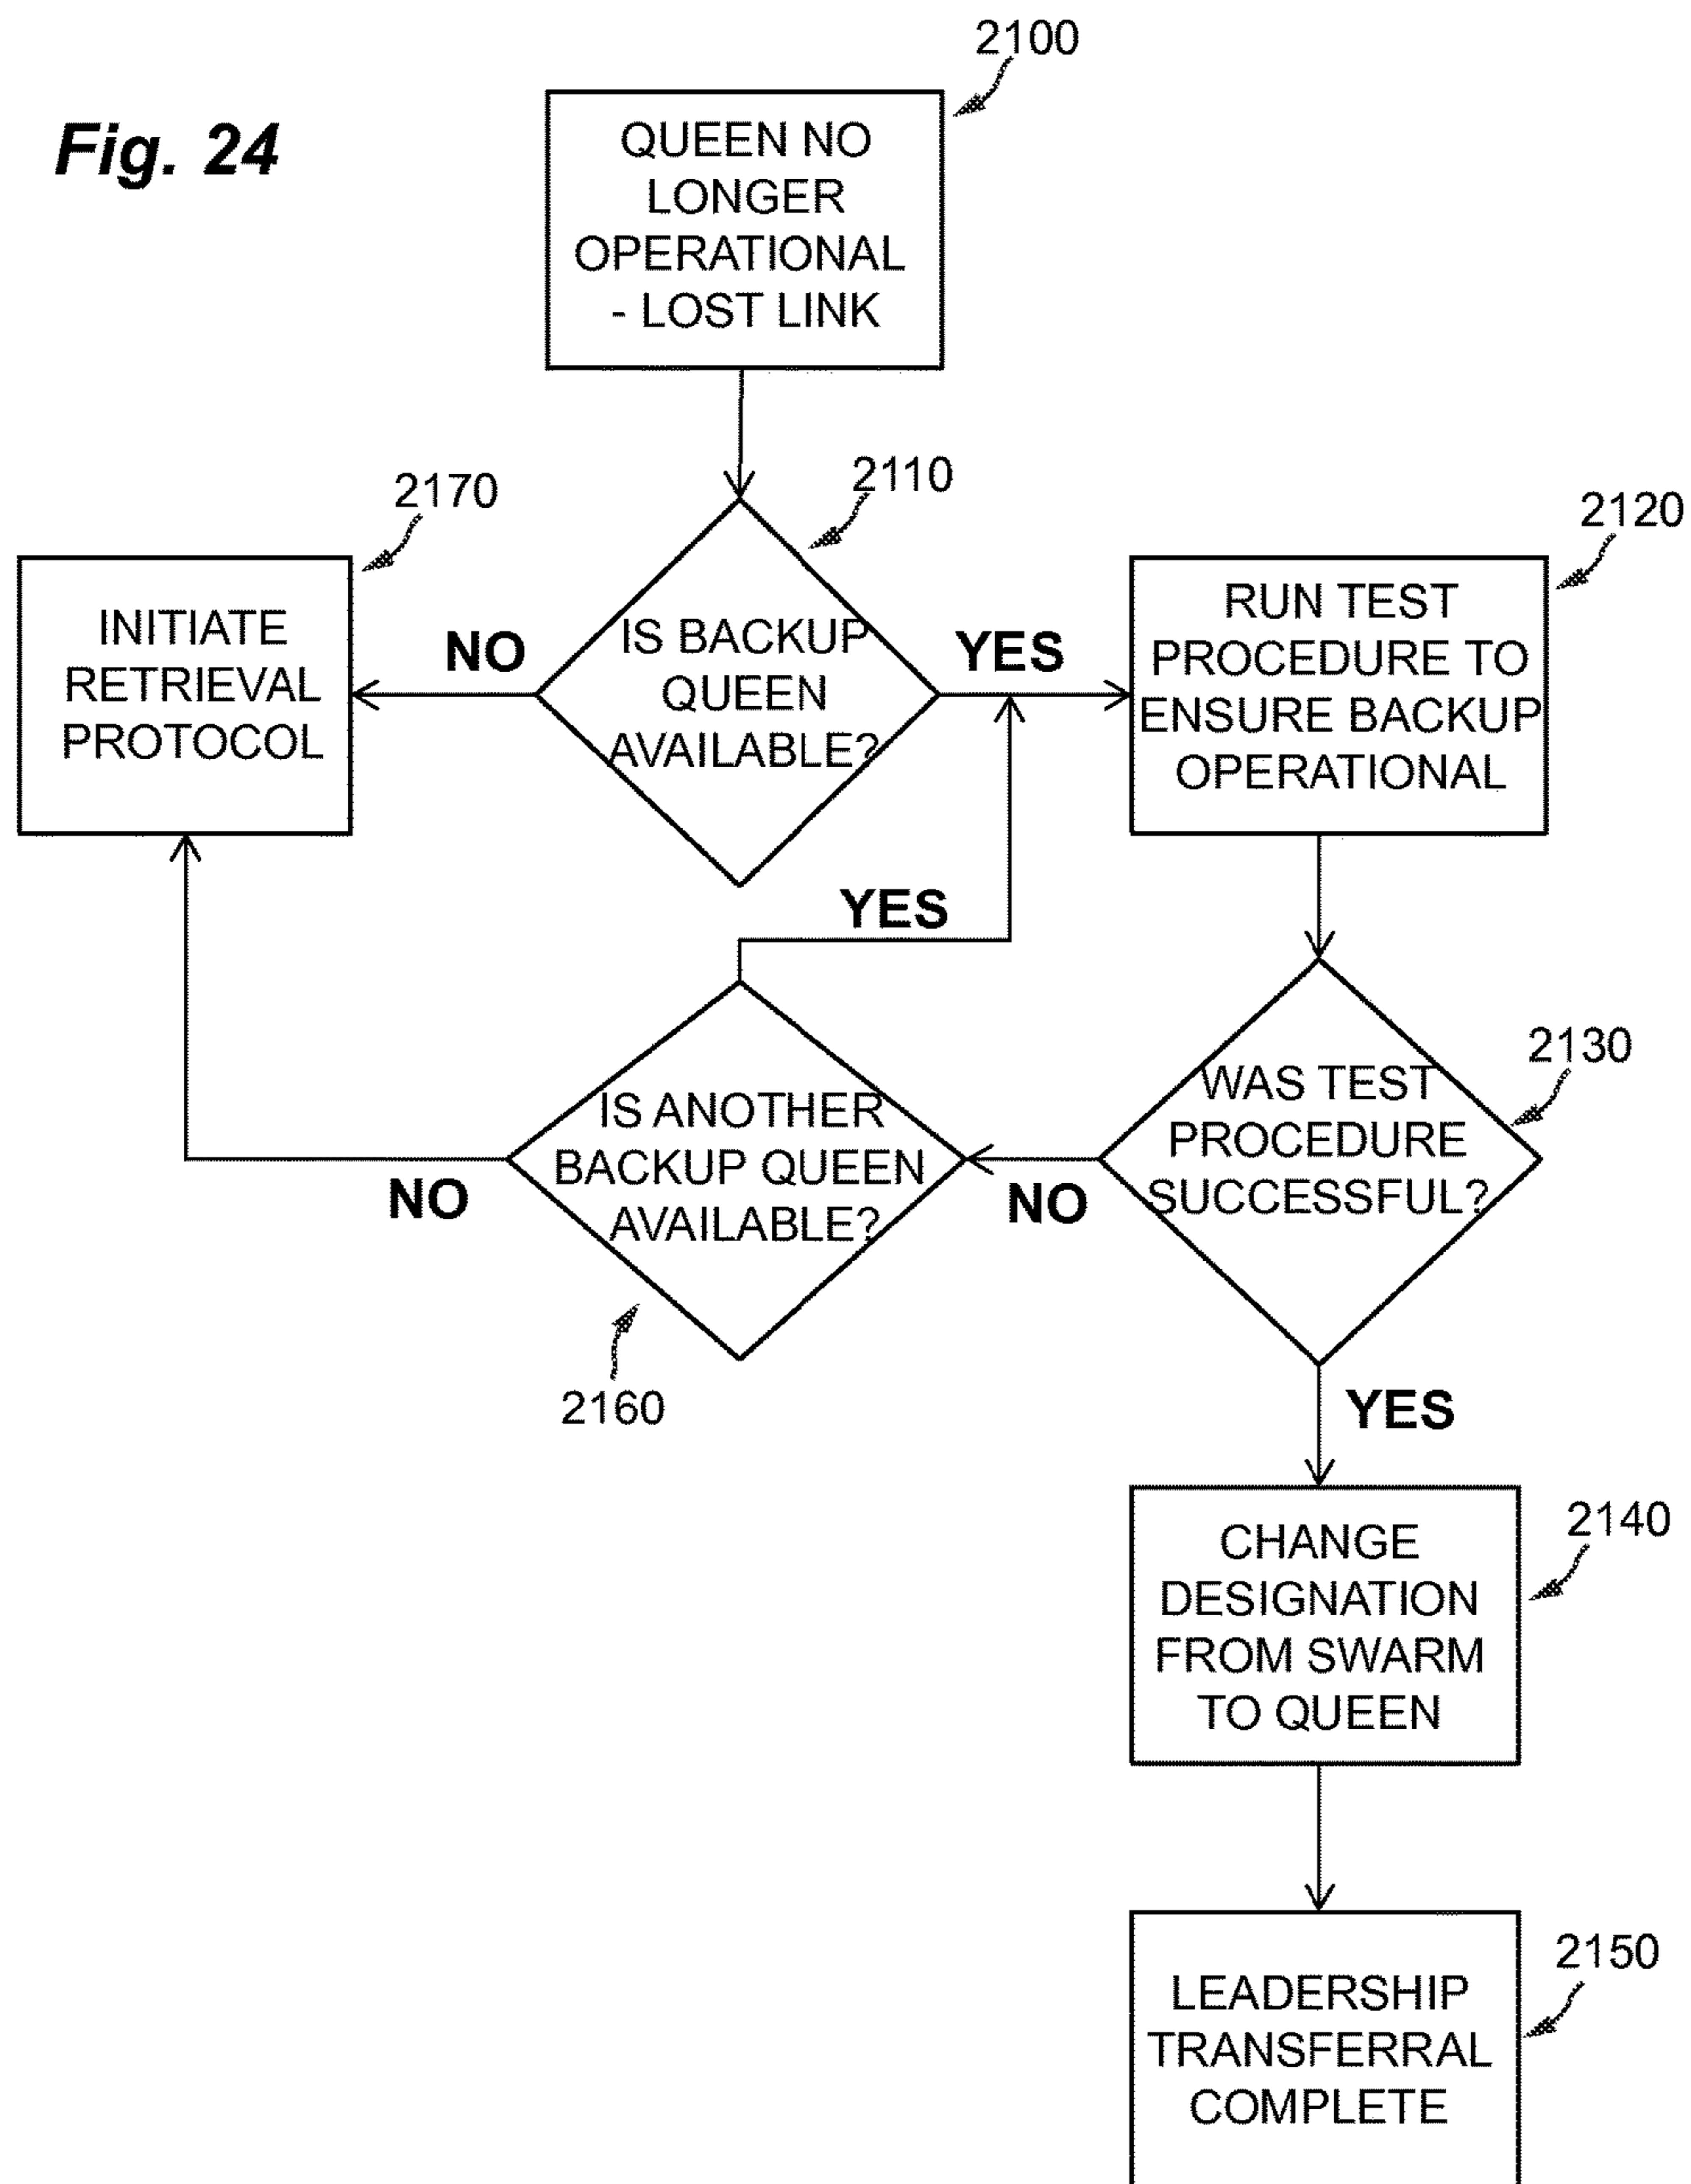 Fig. 24
2100
QUEEN NO
LONGER
OPERATIONAL
- LOST LINK
2110
IS BACKUP
QUEEN
AVAILABLE?
NO
YES
2170
INITIATE
RETRIEVAL
PROTOCOL
2120
RUN TEST
PROCEDURE TO
ENSURE BACKUP
OPERATIONAL
YES
2130
WAS TEST
PROCEDURE
SUCCESSFUL?
NO
IS ANOTHER
BACKUP QUEEN
AVAILABLE?
NO
2160
YES
2140
CHANGE
DESIGNATION
FROM SWARM
TO QUEEN
2150
LEADERSHIP
TRANSFERRAL
COMPLETE